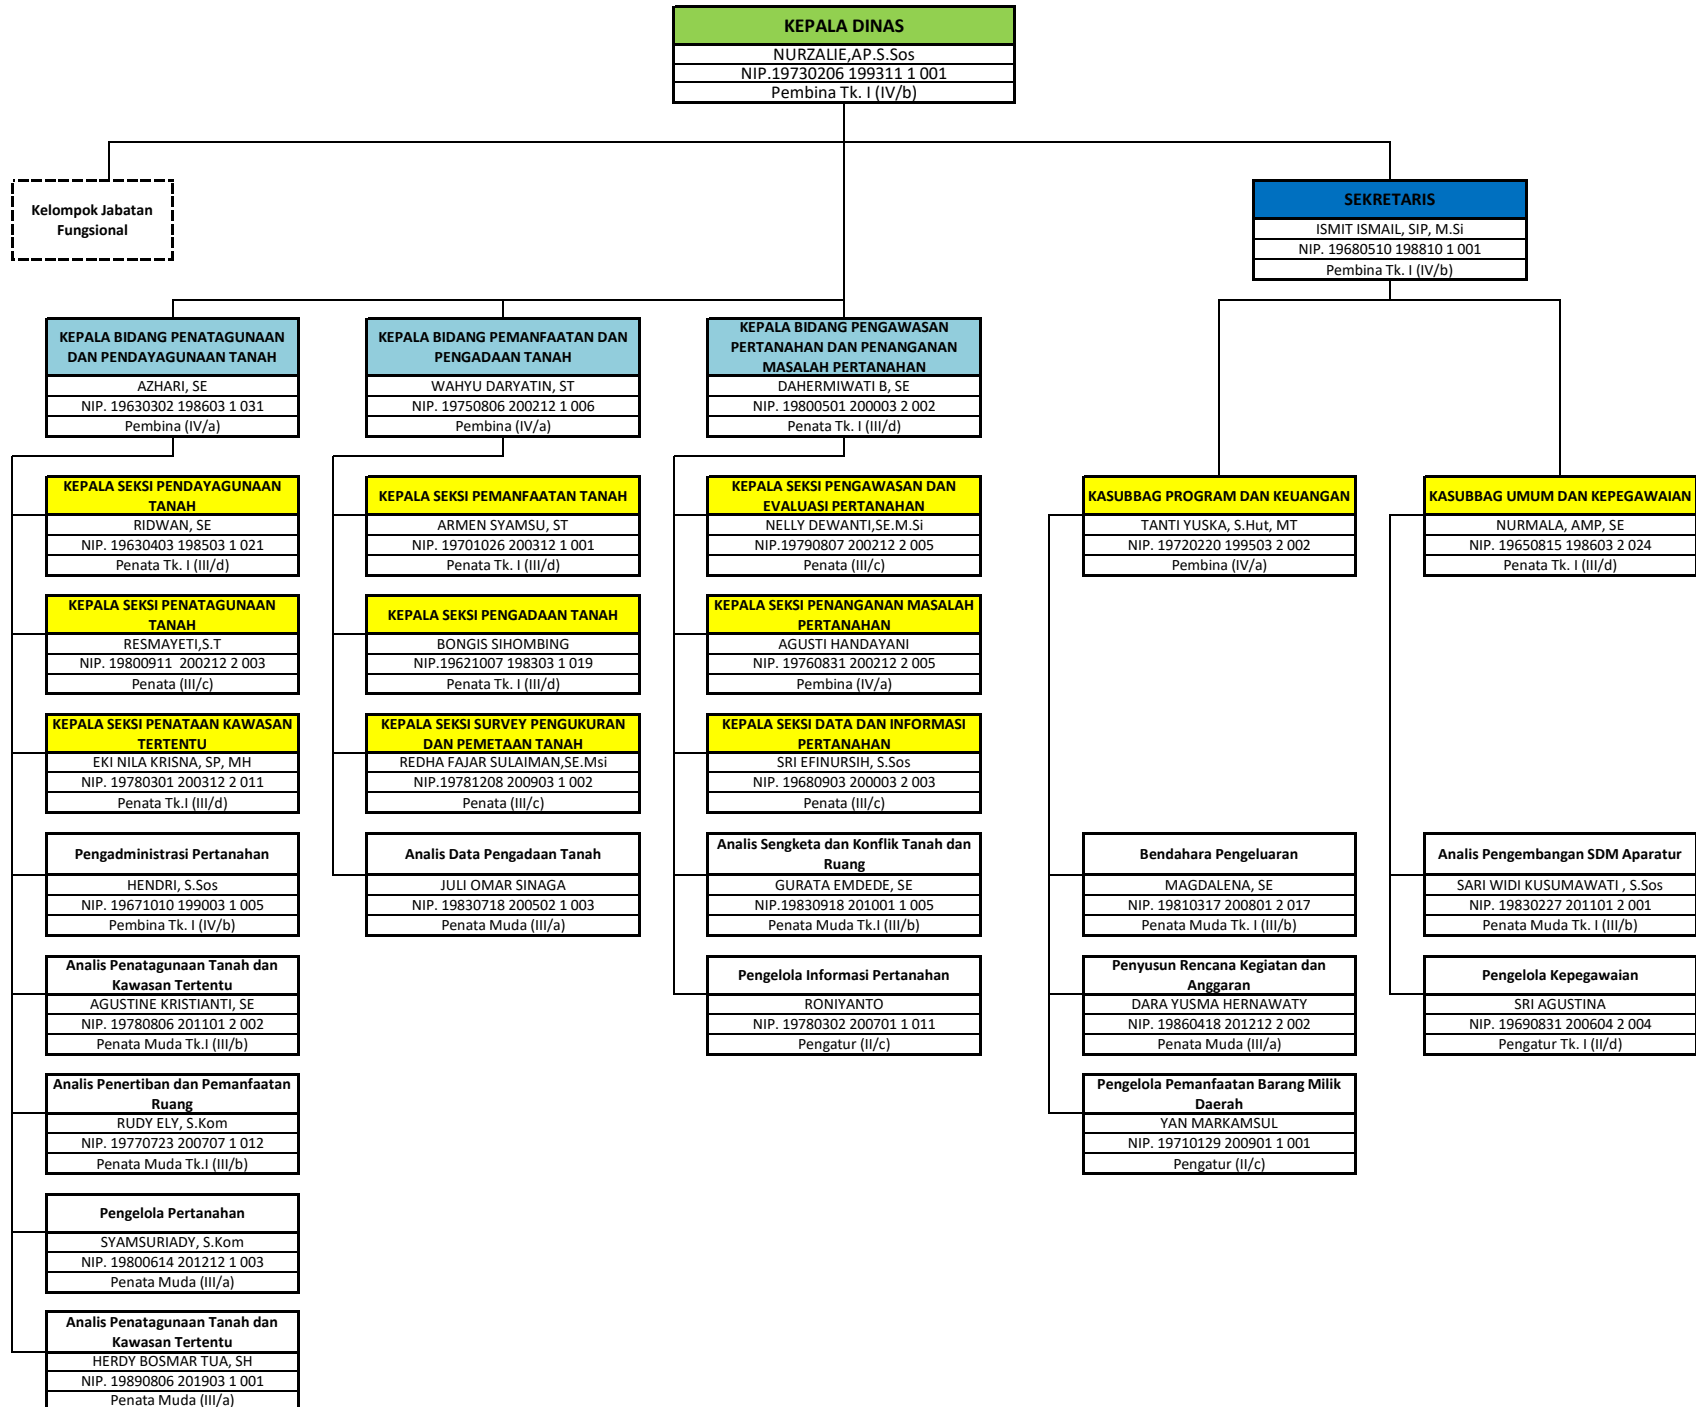 KEPALA DINAS
NURZALIE,AP.S.Sos
NIP.19730206 199311 1 001
Pembina Tk. I (IV/b)
Kelompok Jabatan
Fungsional
SEKRETARIS
ISMIT ISMAIL, SIP, M.Si
NIP. 19680510 198810 1 001
Pembina Tk. I (IV/b)
KEPALA BIDANG PENATAGUNAAN
DAN PENDAYAGUNAAN TANAH
AZHARI, SE
NIP. 19630302 198603 1 031
Pembina (IV/a)
KEPALA BIDANG PEMANFAATAN DAN
PENGADAAN TANAH
WAHYU DARYATIN, ST
NIP. 19750806 200212 1 006
Pembina (IV/a)
KEPALA BIDANG PENGAWASAN
PERTANAHAN DAN PENANGANAN
MASALAH PERTANAHAN
DAHERMIWATI B, SE
NIP. 19800501 200003 2 002
Penata Tk. I (III/d)
KEPALA SEKSI PENDAYAGUNAAN
TANAH
RIDWAN, SE
NIP. 19630403 198503 1 021
Penata Tk. I (III/d)
KEPALA SEKSI PENATAGUNAAN
TANAH
RESMAYETI,S.T
NIP. 19800911  200212 2 003
Penata (III/c)
KEPALA SEKSI PENATAAN KAWASAN
TERTENTU
EKI NILA KRISNA, SP, MH
NIP. 19780301 200312 2 011
Penata Tk.I (III/d)
Pengadministrasi Pertanahan
HENDRI, S.Sos
NIP. 19671010 199003 1 005
Pembina Tk. I (IV/b)
Analis Penatagunaan Tanah dan
Kawasan Tertentu
AGUSTINE KRISTIANTI, SE
NIP. 19780806 201101 2 002
Penata Muda Tk.I (III/b)
Analis Penertiban dan Pemanfaatan
Ruang
RUDY ELY, S.Kom
NIP. 19770723 200707 1 012
Penata Muda Tk.I (III/b)
Pengelola Pertanahan
SYAMSURIADY, S.Kom
NIP. 19800614 201212 1 003
Penata Muda (III/a)
Analis Penatagunaan Tanah dan
Kawasan Tertentu
HERDY BOSMAR TUA, SH
NIP. 19890806 201903 1 001
Penata Muda (III/a)
KEPALA SEKSI PEMANFAATAN TANAH
ARMEN SYAMSU, ST
NIP. 19701026 200312 1 001
Penata Tk. I (III/d)
KEPALA SEKSI PENGADAAN TANAH
BONGIS SIHOMBING
NIP.19621007 198303 1 019
Penata Tk. I (III/d)
KEPALA SEKSI SURVEY PENGUKURAN
DAN PEMETAAN TANAH
REDHA FAJAR SULAIMAN,SE.Msi
NIP.19781208 200903 1 002
Penata (III/c)
Analis Data Pengadaan Tanah
JULI OMAR SINAGA
NIP. 19830718 200502 1 003
Penata Muda (III/a)
KEPALA SEKSI PENGAWASAN DAN
EVALUASI PERTANAHAN
NELLY DEWANTI,SE.M.Si
NIP.19790807 200212 2 005
Penata (III/c)
KEPALA SEKSI PENANGANAN MASALAH
PERTANAHAN
AGUSTI HANDAYANI
NIP. 19760831 200212 2 005
Pembina (IV/a)
KEPALA SEKSI DATA DAN INFORMASI
PERTANAHAN
SRI EFINURSIH, S.Sos
NIP. 19680903 200003 2 003
Penata (III/c)
Analis Sengketa dan Konflik Tanah dan
Ruang
GURATA EMDEDE, SE
NIP.19830918 201001 1 005
Penata Muda Tk.I (III/b)
Pengelola Informasi Pertanahan
RONIYANTO
NIP. 19780302 200701 1 011
Pengatur (II/c)
KASUBBAG PROGRAM DAN KEUANGAN
TANTI YUSKA, S.Hut, MT
NIP. 19720220 199503 2 002
Pembina (IV/a)
Bendahara Pengeluaran
MAGDALENA, SE
NIP. 19810317 200801 2 017
Penata Muda Tk. I (III/b)
Penyusun Rencana Kegiatan dan
Anggaran
DARA YUSMA HERNAWATY
NIP. 19860418 201212 2 002
Penata Muda (III/a)
Pengelola Pemanfaatan Barang Milik
Daerah
YAN MARKAMSUL
NIP. 19710129 200901 1 001
Pengatur (II/c)
KASUBBAG UMUM DAN KEPEGAWAIAN
NURMALA, AMP, SE
NIP. 19650815 198603 2 024
Penata Tk. I (III/d)
Analis Pengembangan SDM Aparatur
SARI WIDI KUSUMAWATI , S.Sos
NIP. 19830227 201101 2 001
Penata Muda Tk. I (III/b)
Pengelola Kepegawaian
SRI AGUSTINA
NIP. 19690831 200604 2 004
Pengatur Tk. I (II/d)